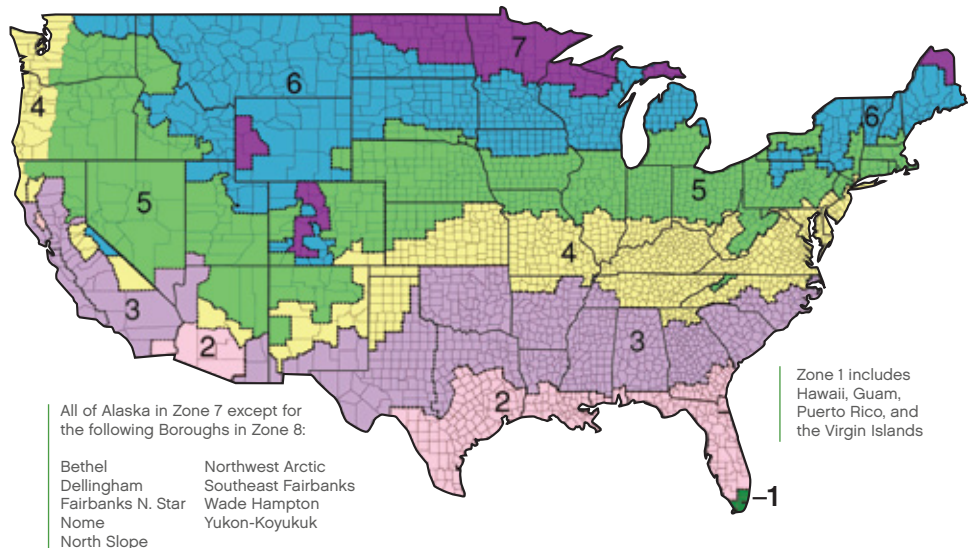 7
6
6
4
5
5
4
3
3
2
2
1
All of Alaska in Zone 7 except for
the following Boroughs in Zone 8:
Bethel
Dellingham
Fairbanks N. Star
Nome
North Slope
Northwest Arctic
Southeast Fairbanks
Wade Hampton
Yukon-Koyukuk
Zone 1 includes
Hawaii, Guam,
Puerto Rico, and
the Virgin Islands